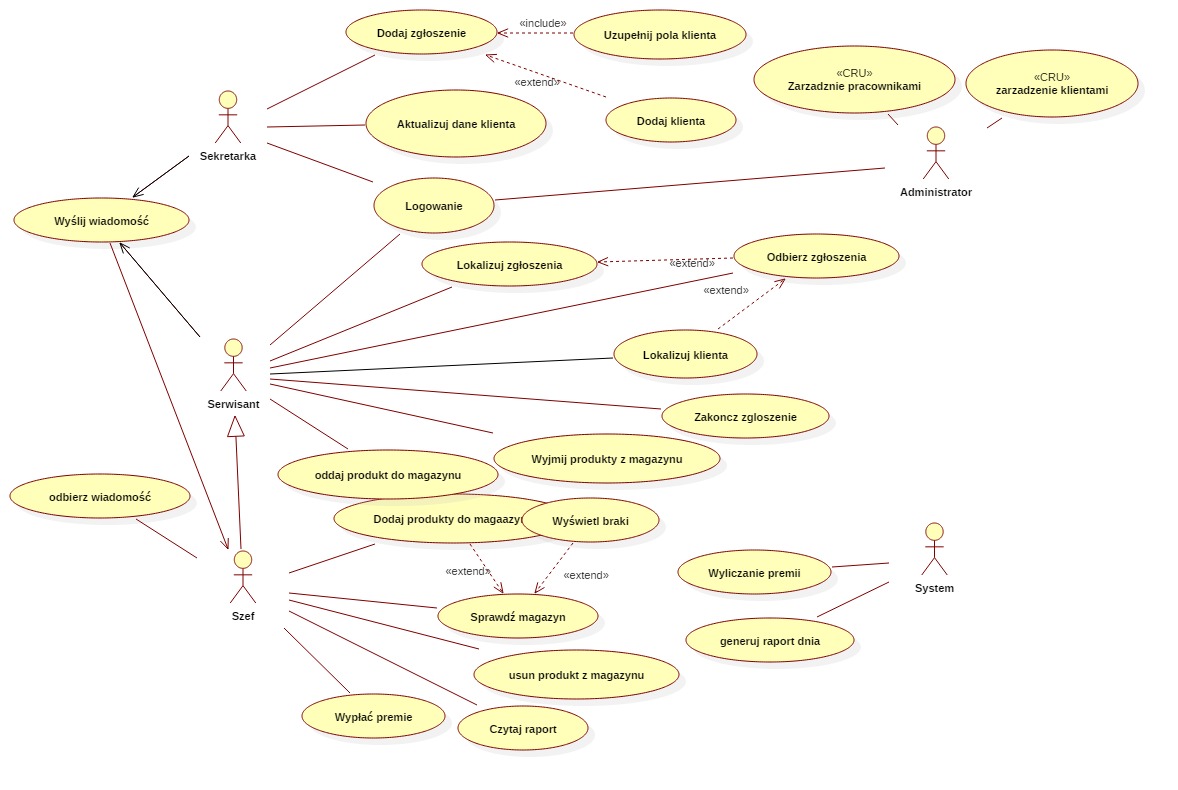 Dodaj zgłoszenie
«include»
Uzupełnij pola klienta
«extend»
Dodaj klienta
«CRU»
Zarzadznie pracownikami
«CRU»
zarzadzenie klientami
Aktualizuj dane klienta
Sekretarka
Administrator
Logowanie
Wyślij wiadomość
Lokalizuj zgłoszenia
«extend»
Odbierz zgłoszenia
«extend»
Lokalizuj klienta
Serwisant
Zakoncz zgloszenie
Wyjmij produkty z magazynu
oddaj produkt do magazynu
odbierz wiadomość
Dodaj produkty do magaazyn
Wyświetl braki
«extend»
«extend»
Wyliczanie premii
System
Szef
Sprawdź magazyn
generuj raport dnia
usun produkt z magazynu
Wypłać premie
Czytaj raport